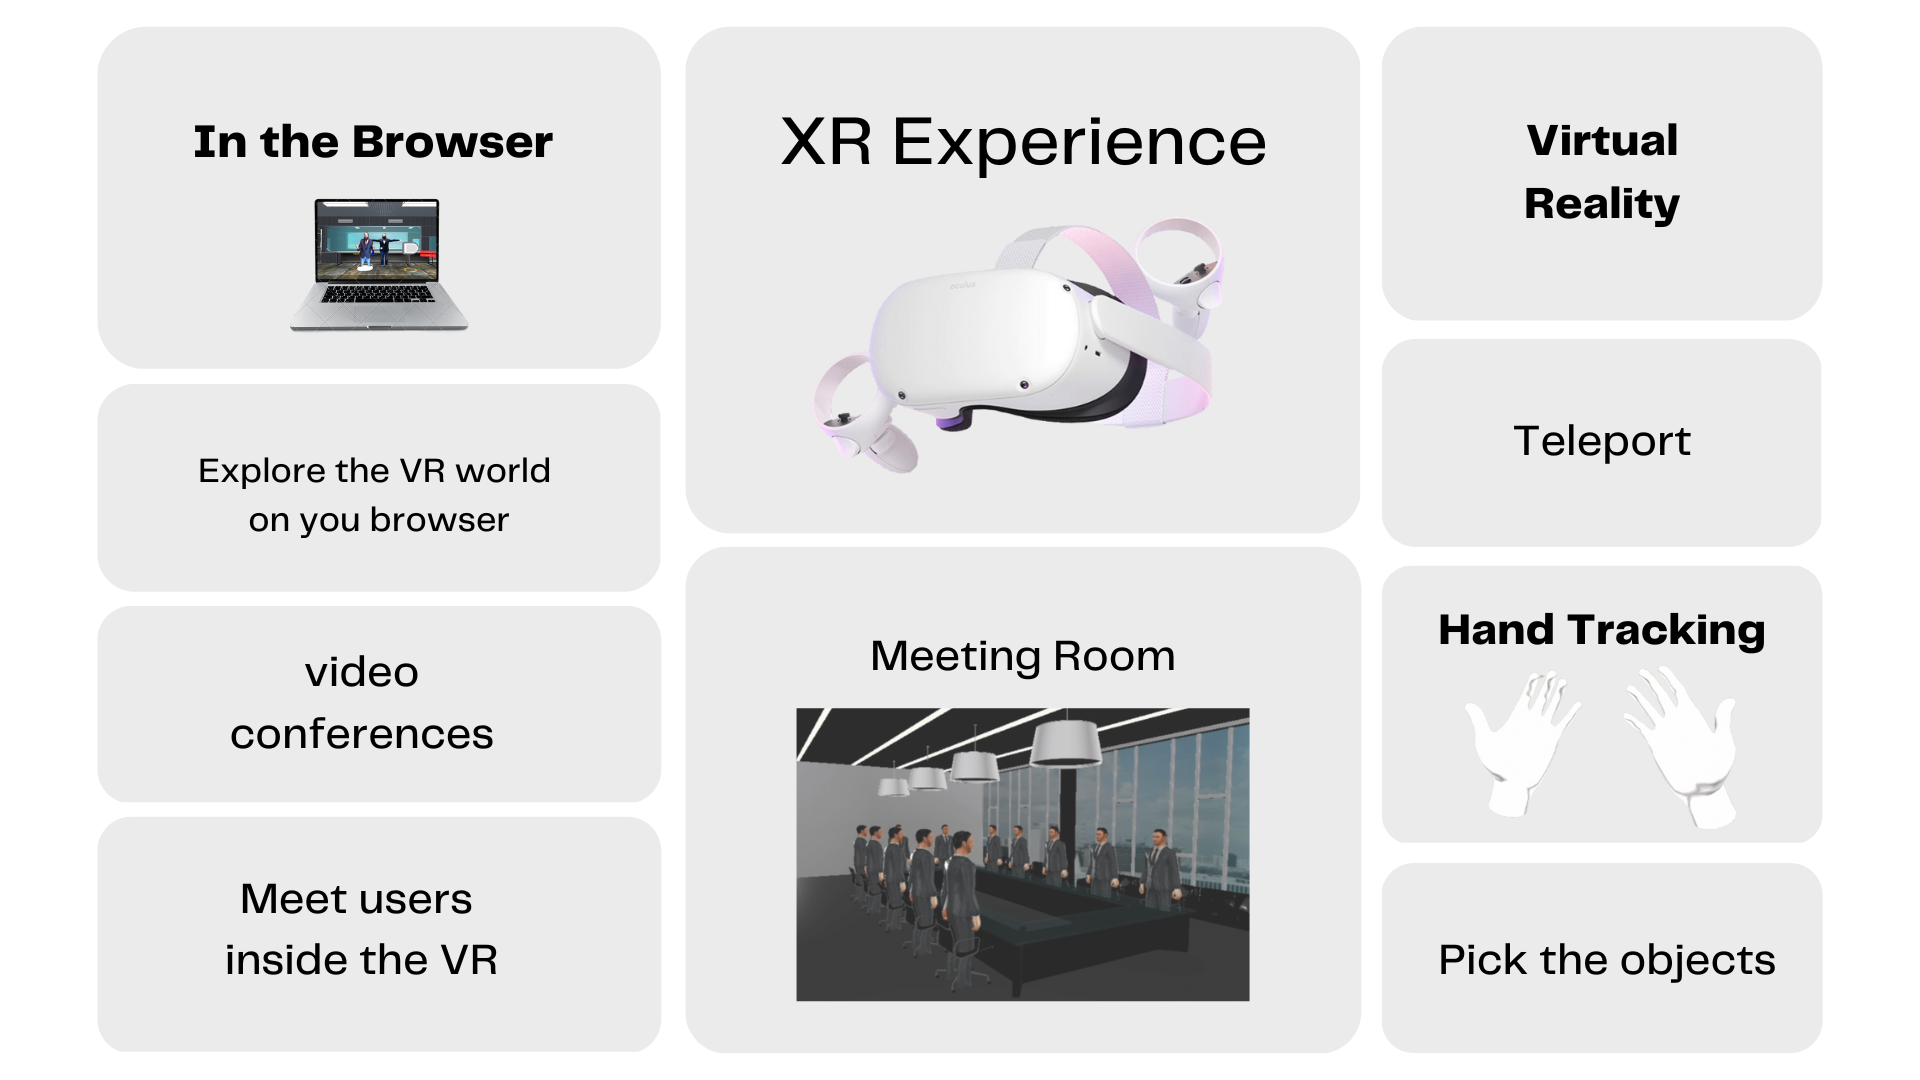 In the Browser
Explore the VR world
on you browser
video
conferences
Meet users
inside the VR
XR Experience
oculus
Meeting Room
Virtual
Reality
Teleport
Hand Tracking
Pick the objects